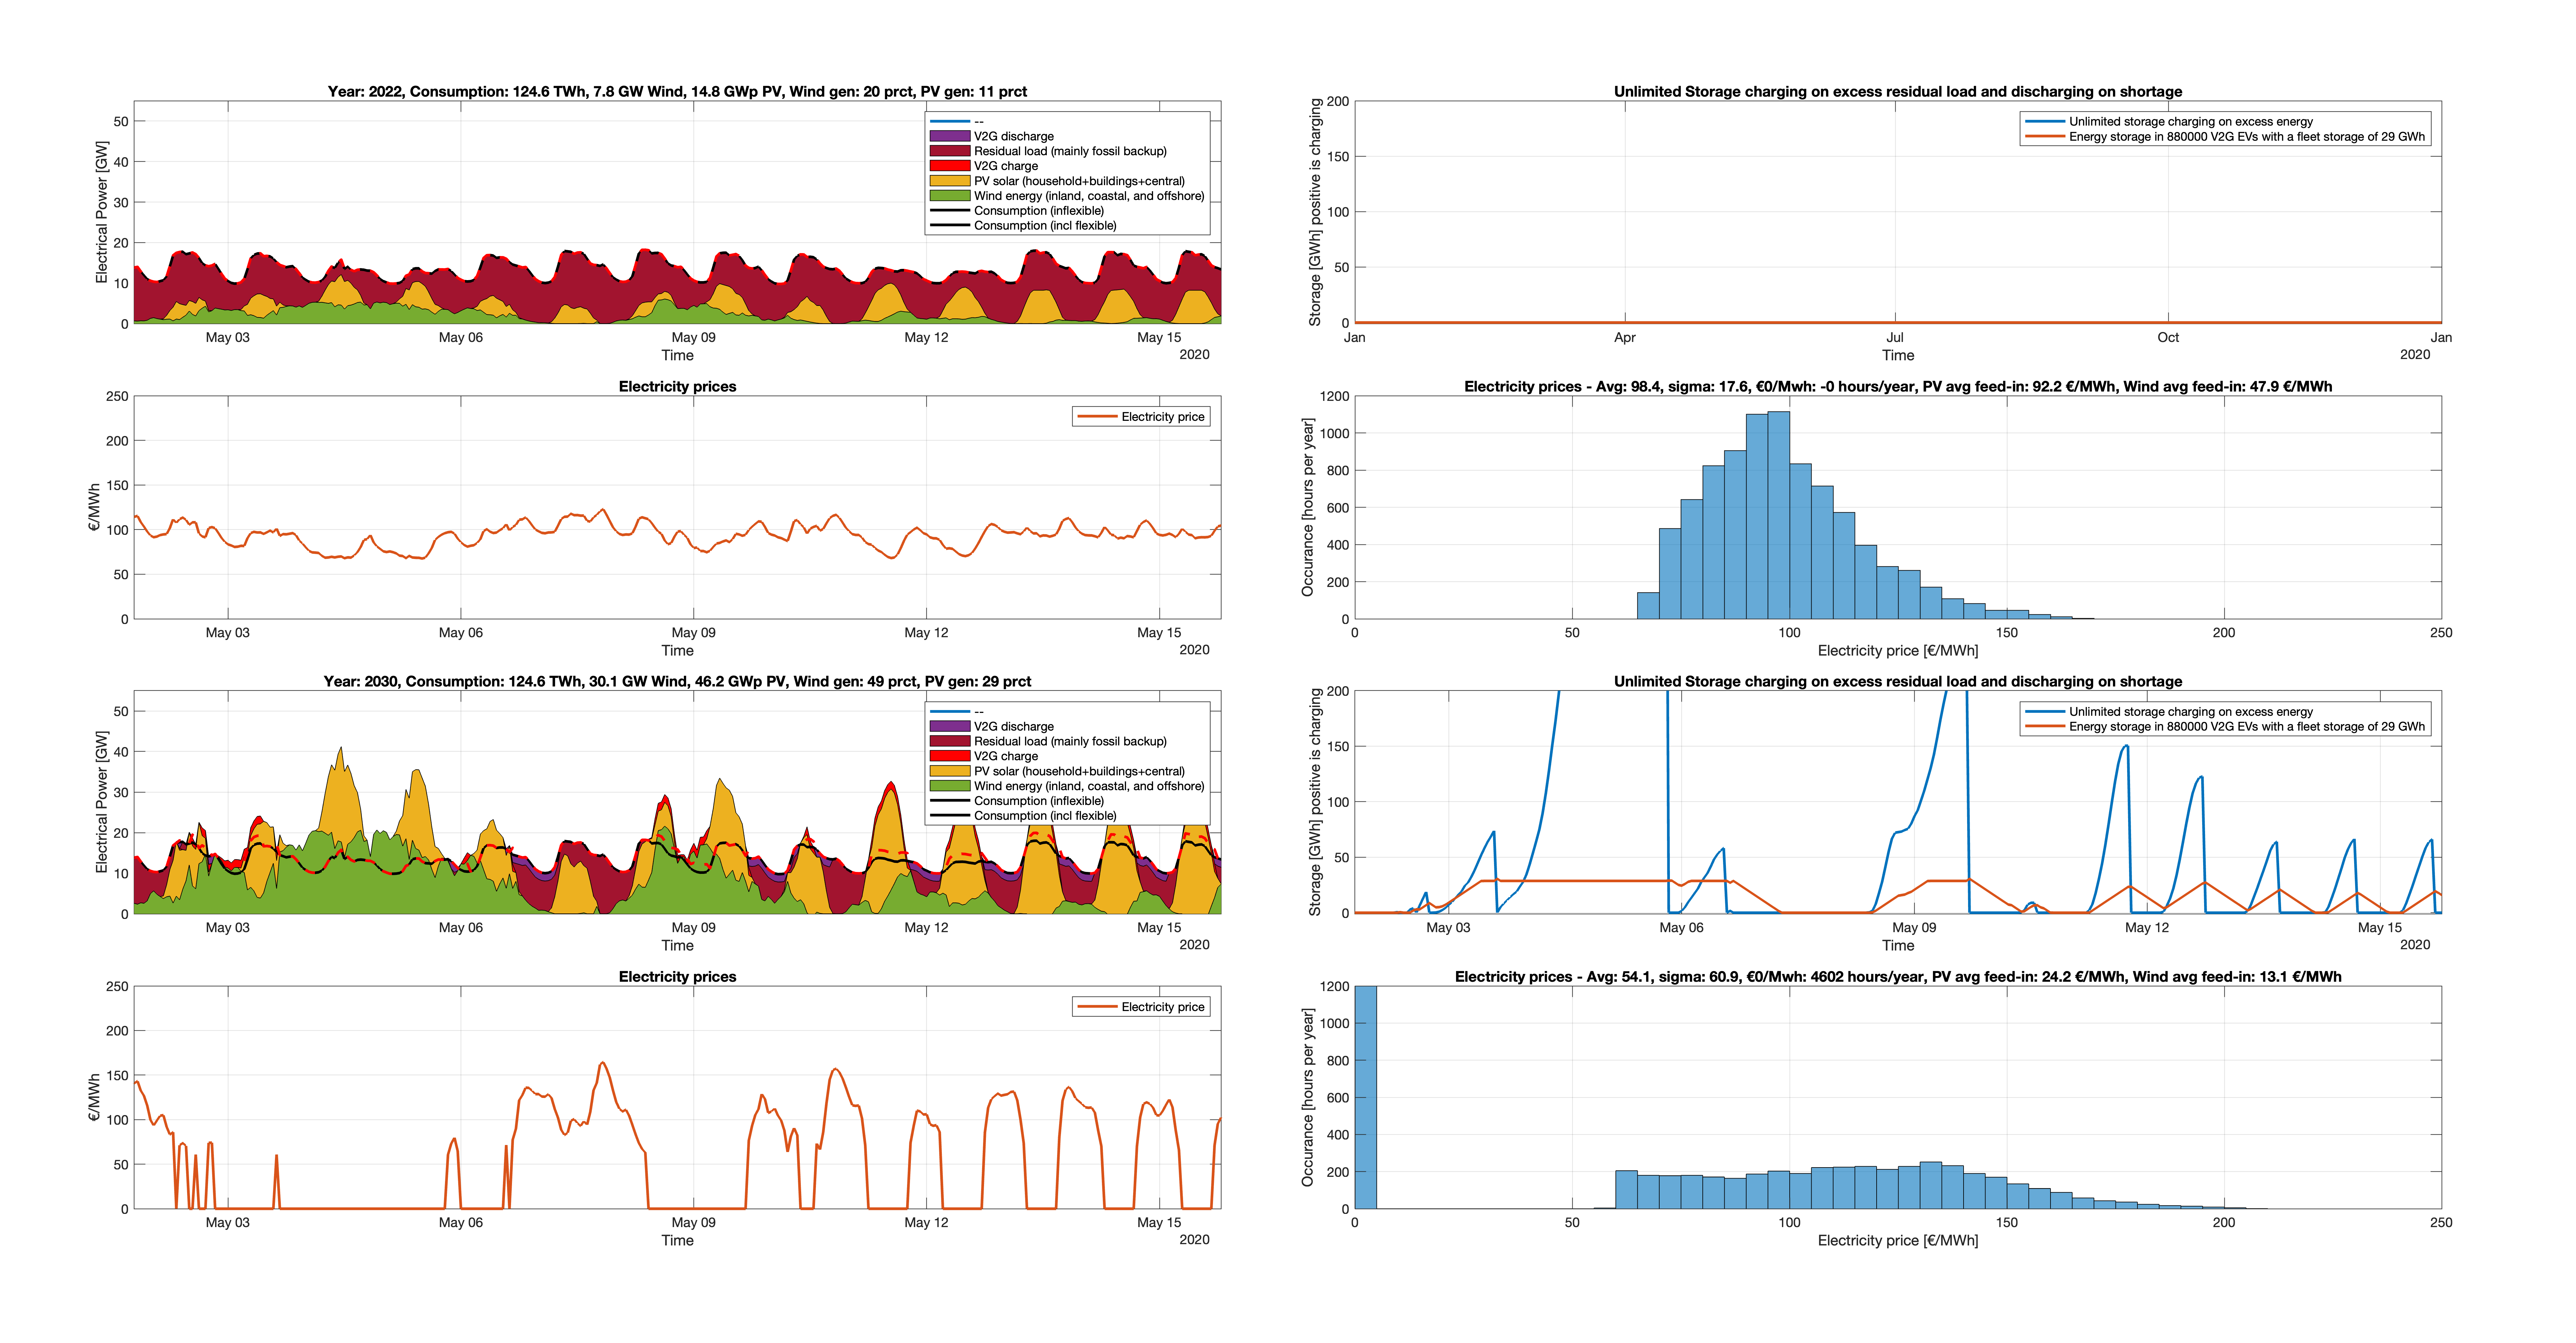 Year: 2022, Consumption: 124.6 TWh, 7.8 GW Wind, 14.8 GWp PV, Wind gen: 20 prct, PV gen: 11 prct
Electrical Power [GW]
50
40
30
20
10
0
--
V2G discharge
Residual load (mainly fossil backup)
V2G charge
PV solar (household+buildings+central)
Wind energy (inland, coastal, and offshore)
Consumption (inflexible)
Consumption (incl flexible)
May 03 May 06 May 09 May 12 May 15
Time
2020
Unlimited Storage charging on excess residual load and discharging on shortage
Storage [GWh] positive is charging
200
150
100
50
0
Unlimited storage charging on excess energy
Energy storage in 880000 V2G EVs with a fleet storage of 29 GWh
Jan Apr Jul Oct Jan
Time
2020
Electricity prices
€/MWh
250
200
150
100
50
0
Electricity price
May 03 May 06 May 09 May 12 May 15
Time
2020
Electricity prices - Avg: 98.4, sigma: 17.6, €0/Mwh: -0 hours/year, PV avg feed-in: 92.2 €/MWh, Wind avg feed-in: 47.9 €/MWh
Occurance [hours per year]
1200
1000
800
600
400
200
0
0 50 100 150 200 250
Electricity price [€/MWh]
Year: 2030, Consumption: 124.6 TWh, 30.1 GW Wind, 46.2 GWp PV, Wind gen: 49 prct, PV gen: 29 prct
Electrical Power [GW]
50
40
30
20
10
0
--
V2G discharge
Residual load (mainly fossil backup)
V2G charge
PV solar (household+buildings+central)
Wind energy (inland, coastal, and offshore)
Consumption (inflexible)
Consumption (incl flexible)
May 03 May 06 May 09 May 12 May 15
Time
2020
Unlimited Storage charging on excess residual load and discharging on shortage
Storage [GWh] positive is charging
200
150
100
50
0
Unlimited storage charging on excess energy
Energy storage in 880000 V2G EVs with a fleet storage of 29 GWh
May 03 May 06 May 09 May 12 May 15
Time
2020
Electricity prices
€/MWh
250
200
150
100
50
0
Electricity price
May 03 May 06 May 09 May 12 May 15
Time
2020
Electricity prices - Avg: 54.1, sigma: 60.9, €0/Mwh: 4602 hours/year, PV avg feed-in: 24.2 €/MWh, Wind avg feed-in: 13.1 €/MWh
Occurance [hours per year]
1200
1000
800
600
400
200
0
0 50 100 150 200 250
Electricity price [€/MWh]